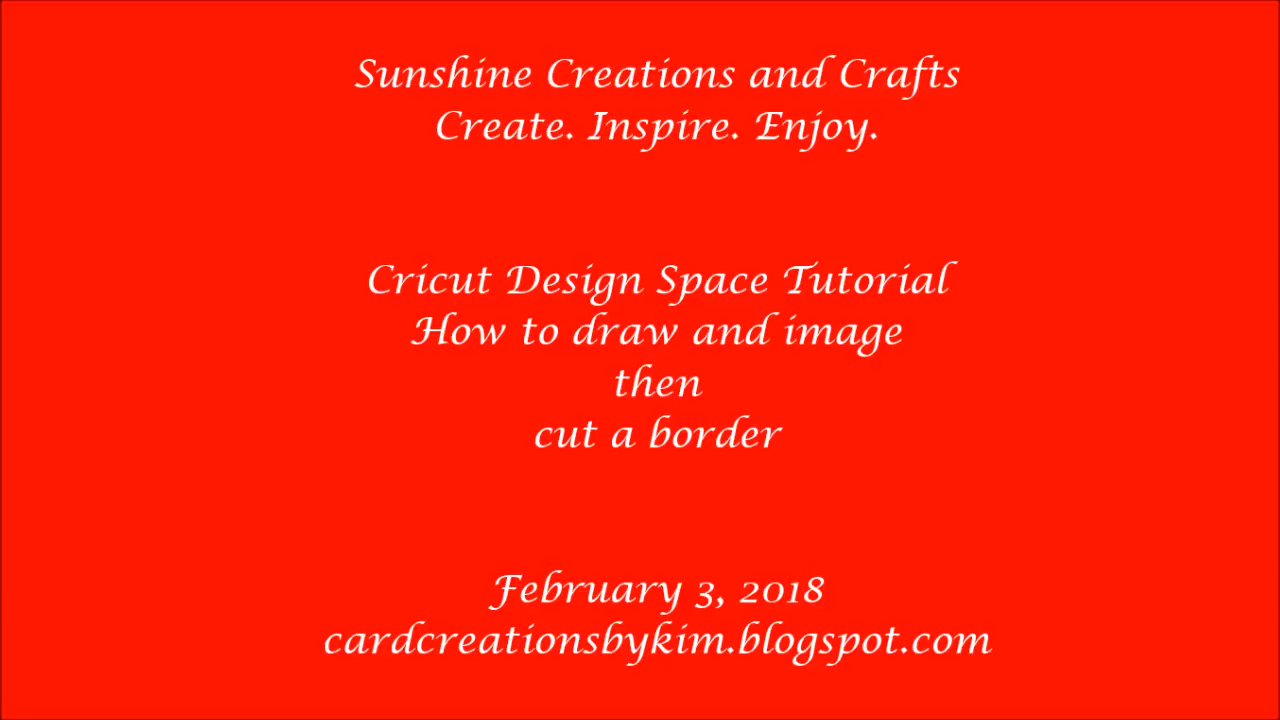 Sunshine Creations and Crafts
Create. Inspire. Enjoy.
Cricut Design Space Tutorial
How to draw and image
then
cut a border
February 3, 2018
cardcreationsbykim.blogspot.com